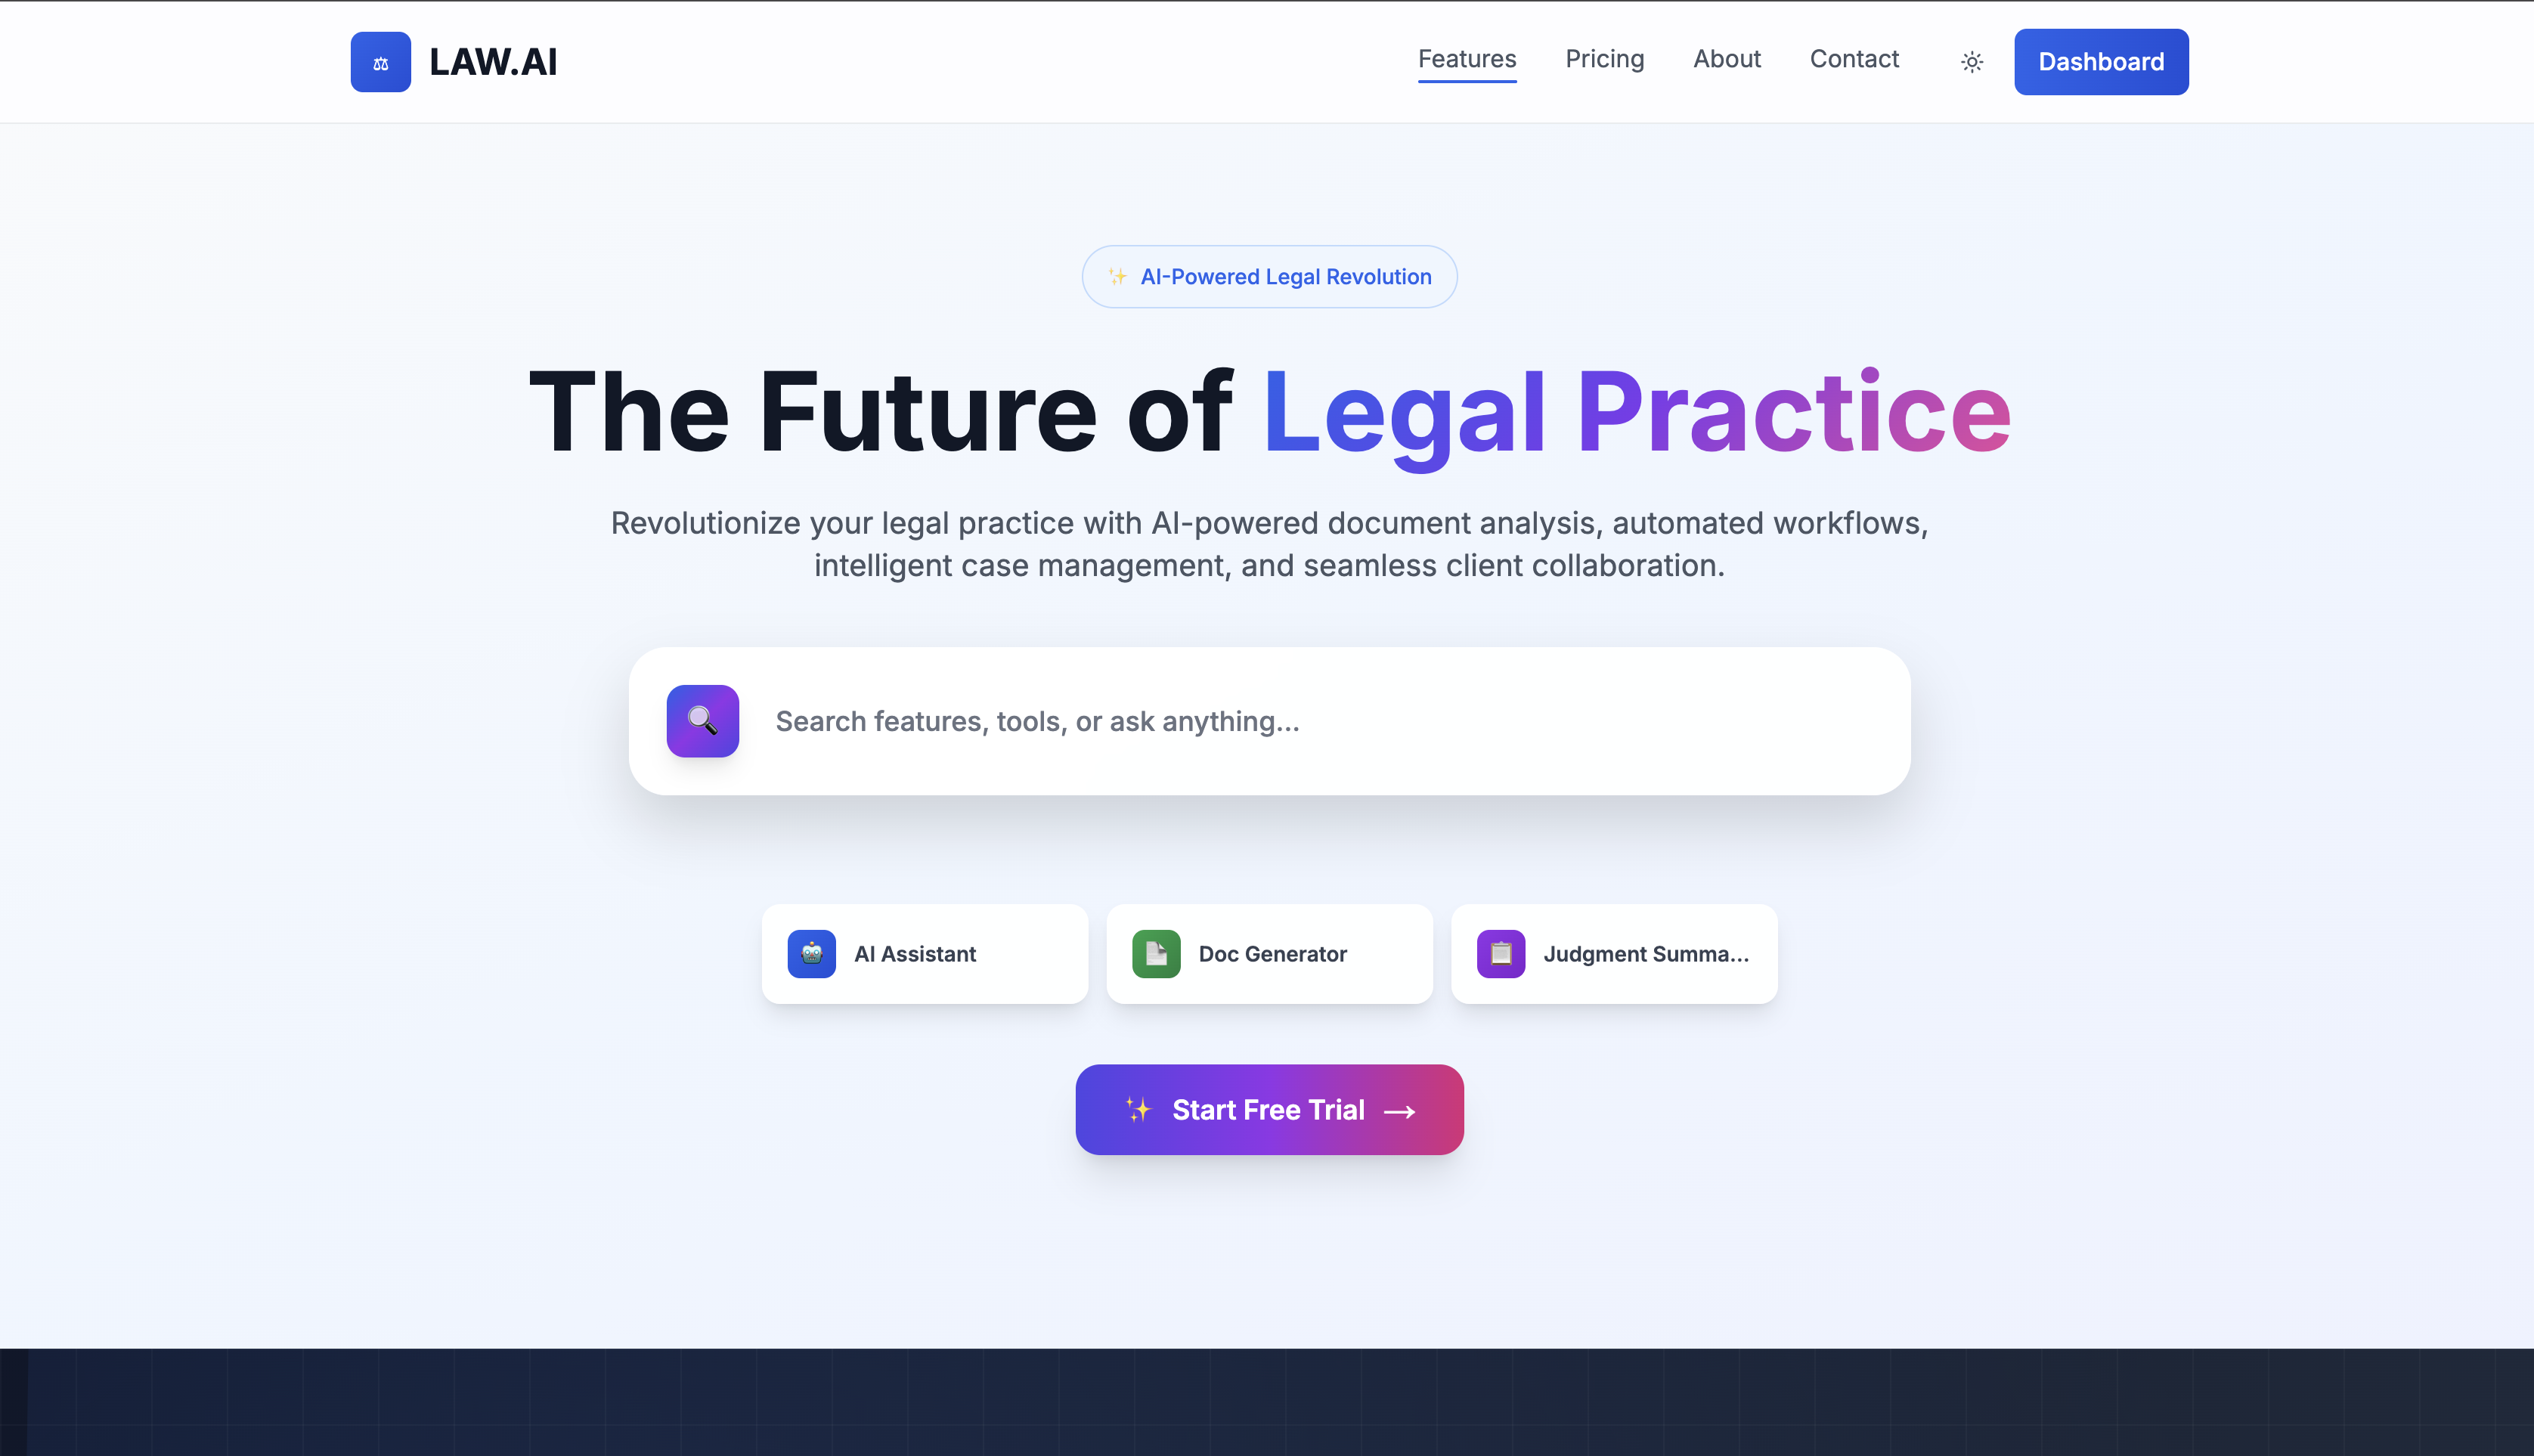 LAW.AI
Features
Pricing
About
Contact
Dashboard
✨ AI-Powered Legal Revolution
The Future of Legal Practice
Revolutionize your legal practice with AI-powered document analysis, automated workflows,
intelligent case management, and seamless client collaboration.
Search features, tools, or ask anything...
AI Assistant
Doc Generator
Judgment Summa...
✨ Start Free Trial →